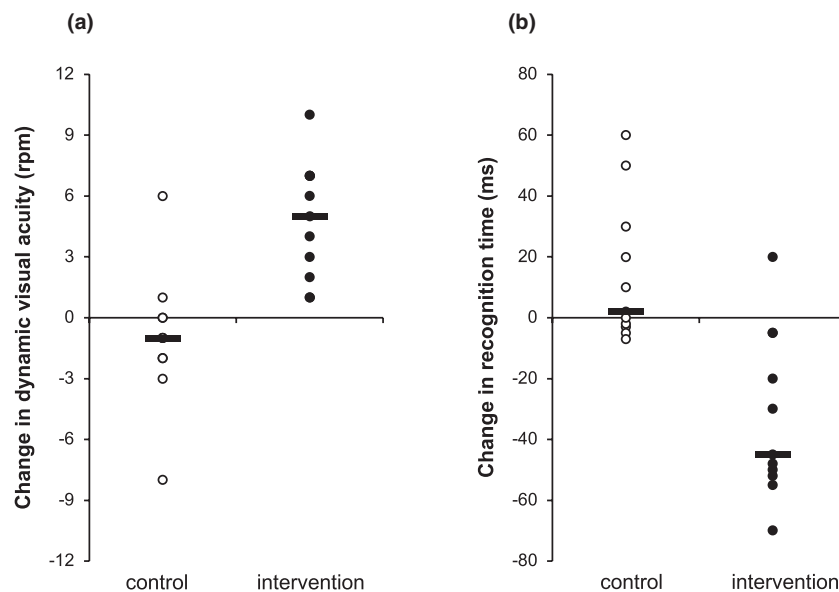 (a)
Change in dynamic visual acuity (rpm)
12
9
6
3
0
-3
-6
-9
-12
control
intervention
(b)
Change in recognition time (ms)
80
60
40
20
0
-20
-40
-60
-80
control
intervention